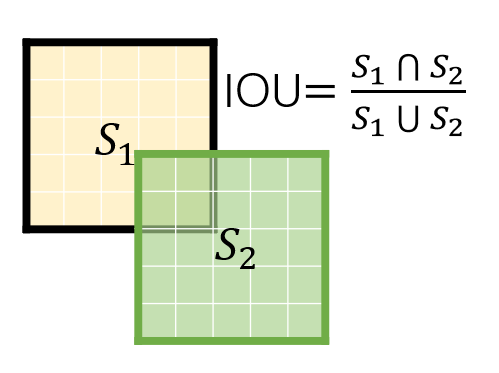 IOU= S₁ ∩ S₂ / S₁ ∪ S₂
S₁
S₂